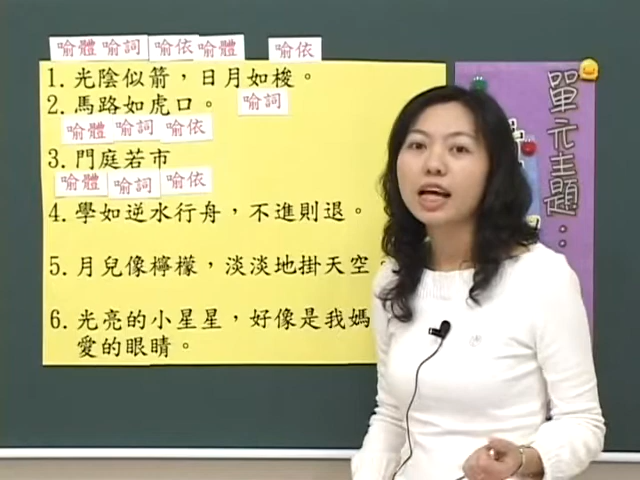 喻體 喻詞 喻依 喻體 喻依
1. 光陰似箭，日月如梭。
2. 馬路如虎口。 喻詞
喻體 喻詞 喻依
3. 門庭若市
喻體 喻詞 喻依
4. 學如逆水行舟，不進則退。
5. 月兒像檸檬，淡淡地掛天空。
6. 光亮的小星星，好像是我媽
愛的眼睛。
單元主題：